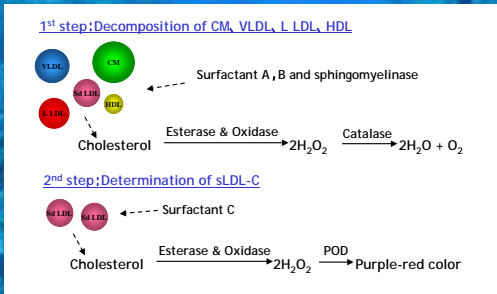 1st step:Decomposition of CM, VLDL, L LDL, HDL
VLDL
CM
Sd LDL
L LDL
HDL
Surfactant A,B and sphingomyelinase
Cholesterol
Esterase & Oxidase
2H₂O₂
Catalase
2H₂O + O₂
2nd step:Determination of sLDL-C
Sd LDL
Sd LDL
Surfactant C
Cholesterol
Esterase & Oxidase
2H₂O₂
POD
Purple-red color